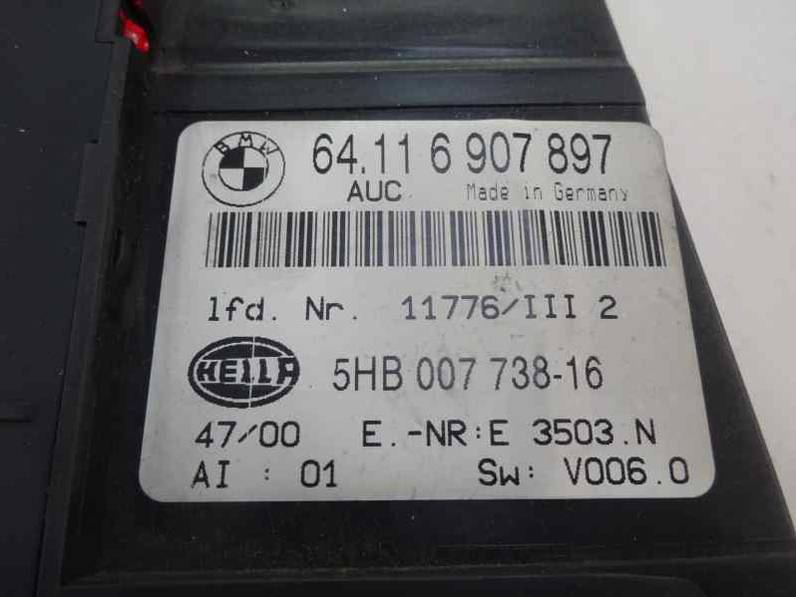 BMW
64.11 6 907 897
AUC Made in Germany
lfd. Nr. 11776/III 2
HELLA
5HB 007 738-16
47/00 E.-NR:E 3503.N
AI : 01 Sw: V006.0